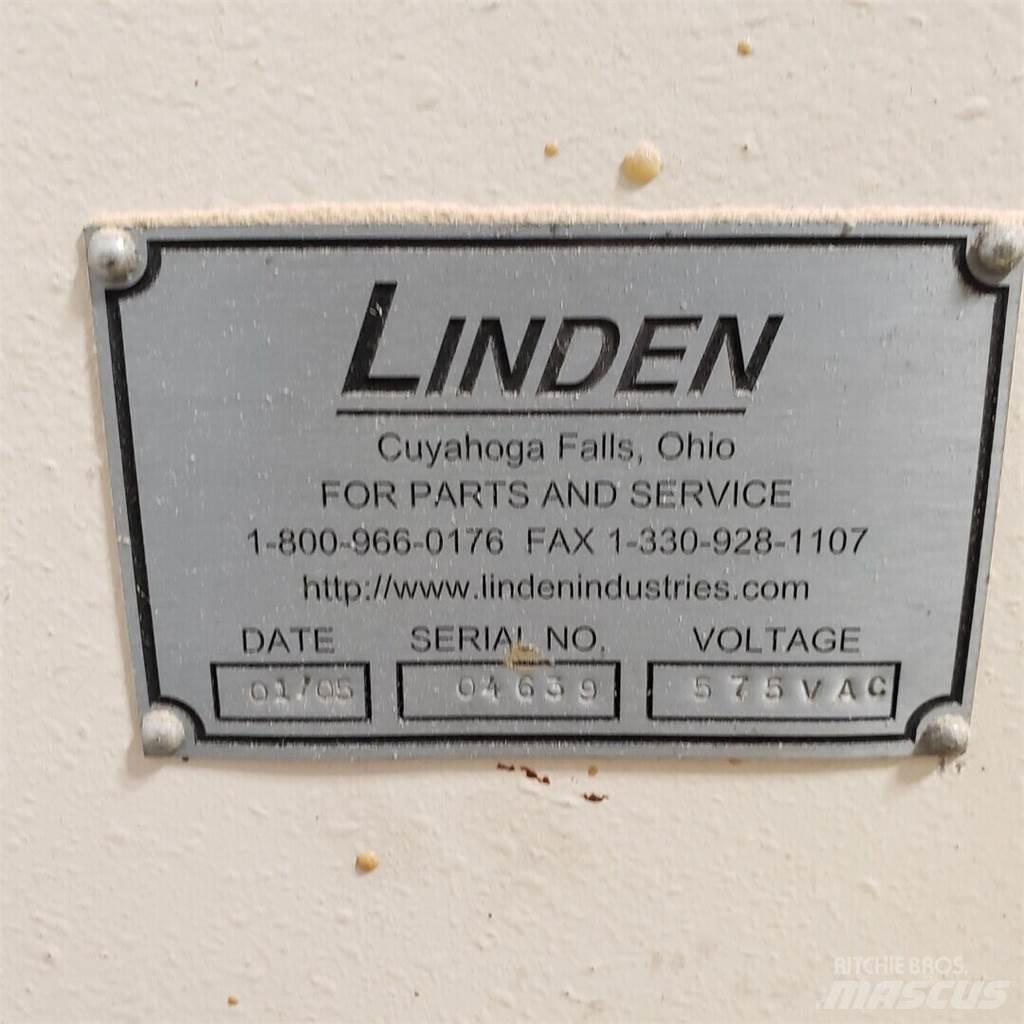 LINDEN
Cuyahoga Falls, Ohio
FOR PARTS AND SERVICE
1-800-966-0176 FAX 1-330-928-1107
http://www.lindenindustries.com
DATE SERIAL NO. VOLTAGE
01/05 04639 575VAC
RITCHIE BROS.
MASCUS